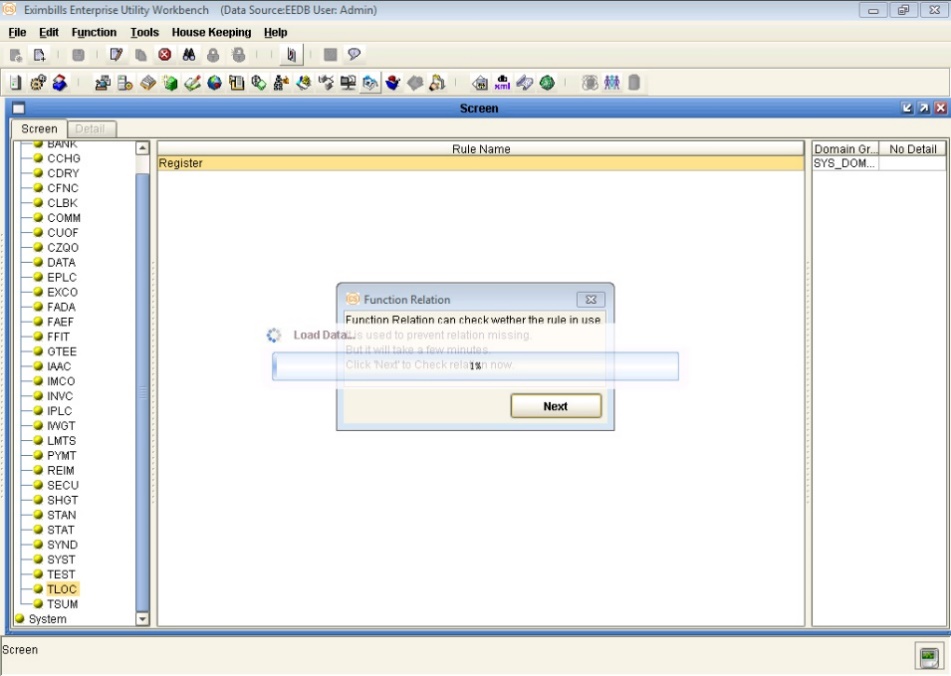 Eximbills Enterprise Utility Workbench (Data Source:EEDB User: Admin)
File Edit Function Tools House Keeping Help
Screen
Screen Detail
BANK
CCHG
CDRY
CFNC
CLBK
COMM
CUOF
CZQO
DATA
EPLC
EXCO
FADA
FAEF
FFIT
GTEE
IAAC
IMCO
INVC
IPLC
IWGT
LMTS
PYMT
REIM
SECU
SHGT
STAN
STAT
SYND
SYST
TEST
TLOC
TSUM
System
Rule Name
Register
Domain Gr... No Detail
SYS_DOM...
Function Relation
Function Relation can check wether the rule in use
Load Data...
is used to prevent relation missing.
But it will take a few minutes.
Click 'Next' to Check relation now.
1%
Next
Screen